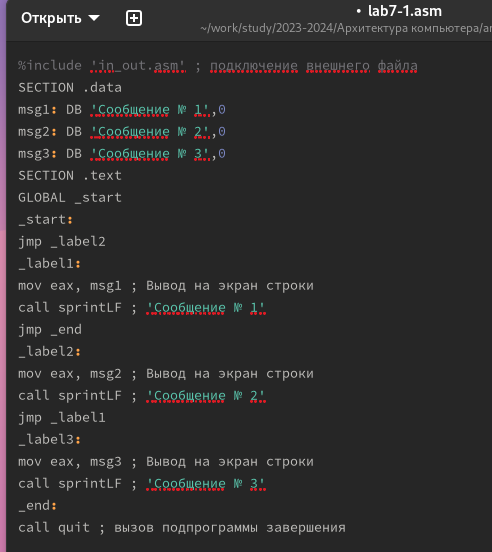 Открыть
• lab7-1.asm
~/work/study/2023-2024/Архитектура компьютера/ar
%include 'in_out.asm' ; подключение внешнего файла
SECTION .data
msg1: DB 'Сообщение № 1',0
msg2: DB 'Сообщение № 2',0
msg3: DB 'Сообщение № 3',0
SECTION .text
GLOBAL _start
_start:
jmp _label2
_label1:
mov eax, msg1 ; Вывод на экран строки
call sprintLF ; 'Сообщение № 1'
jmp _end
_label2:
mov eax, msg2 ; Вывод на экран строки
call sprintLF ; 'Сообщение № 2'
jmp _label1
_label3:
mov eax, msg3 ; Вывод на экран строки
call sprintLF ; 'Сообщение № 3'
_end:
call quit ; вызов подпрограммы завершения